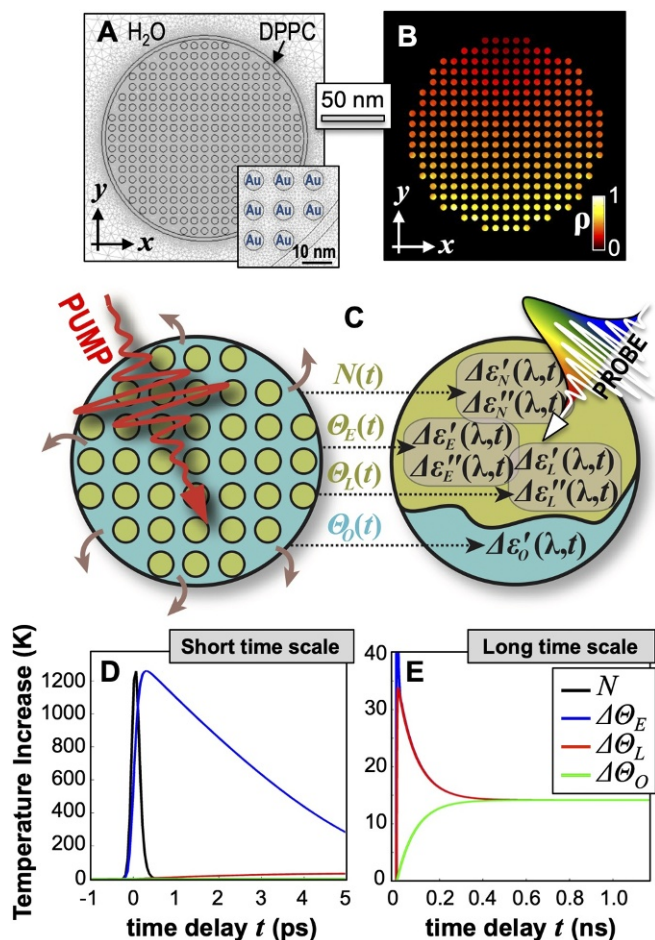 A
H₂O
DPPC
y
x
Au Au Au
Au Au Au
Au Au
10 nm
50 nm
B
y
x
ρ
1
0
C
PUMP
PROBE
N(t)
Θ_E(t)
Θ_L(t)
Θ_O(t)
Δε′_N(λ,t)
Δε″_N(λ,t)
Δε′_E(λ,t)
Δε″_E(λ,t)
Δε′_L(λ,t)
Δε″_L(λ,t)
Δε′_O(λ,t)
D
Short time scale
Temperature Increase (K)
1200
1000
800
600
400
200
0
-1 0 1 2 3 4 5
time delay t (ps)
E
Long time scale
40
30
20
10
0
0 0.2 0.4 0.6 0.8 1.0
time delay t (ns)
N
ΔΘ_E
ΔΘ_L
ΔΘ_O